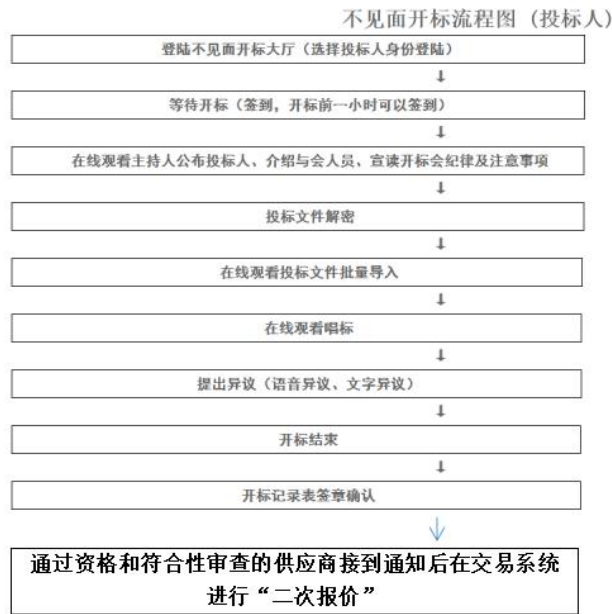 不见面开标流程图（投标人）
登陆不见面开标大厅（选择投标人身份登陆）
等待开标（签到，开标前一小时可以签到）
在线观看主持人公布投标人、介绍与会人员、宣读开标会纪律及注意事项
投标文件解密
在线观看投标文件批量导入
在线观看唱标
提出异议（语音异议、文字异议）
开标结束
开标记录表签章确认
通过资格和符合性审查的供应商接到通知后在交易系统
进行“二次报价”